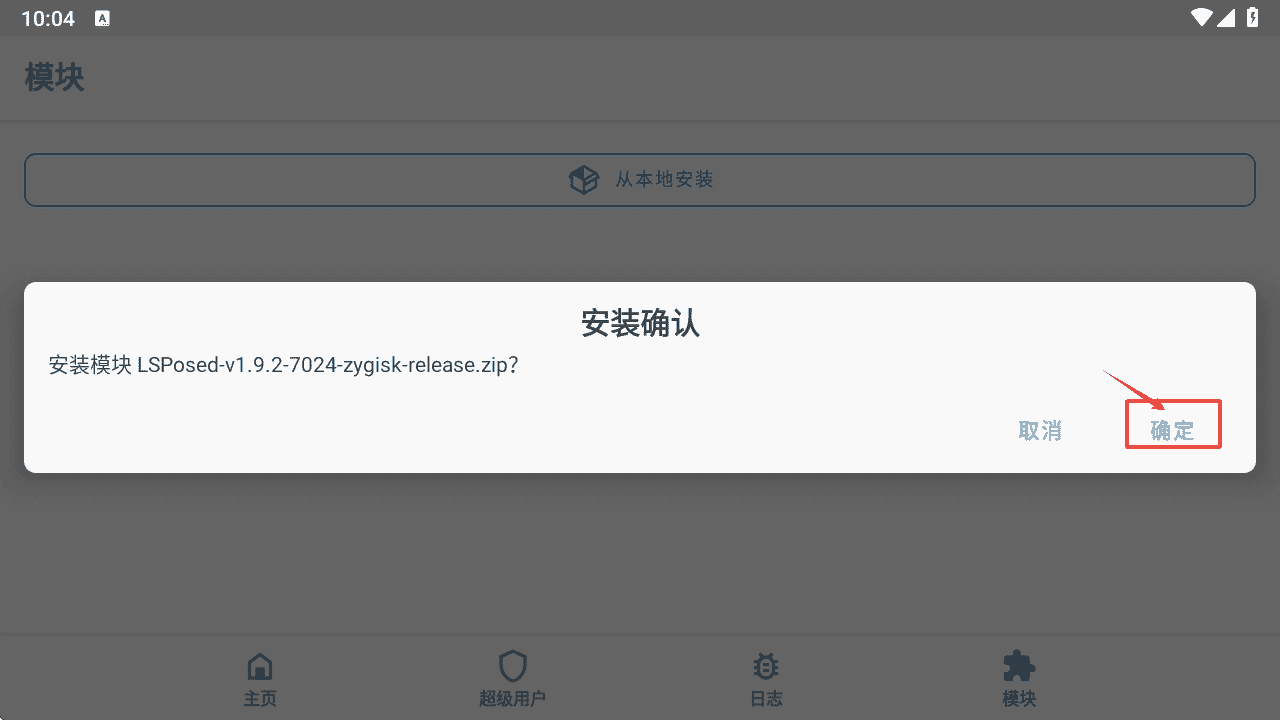 10:04
A
模块
从本地安装
安装确认
安装模块 LSPosed-v1.9.2-7024-zygisk-release.zip?
取消 确定
主页 超级用户 日志 模块